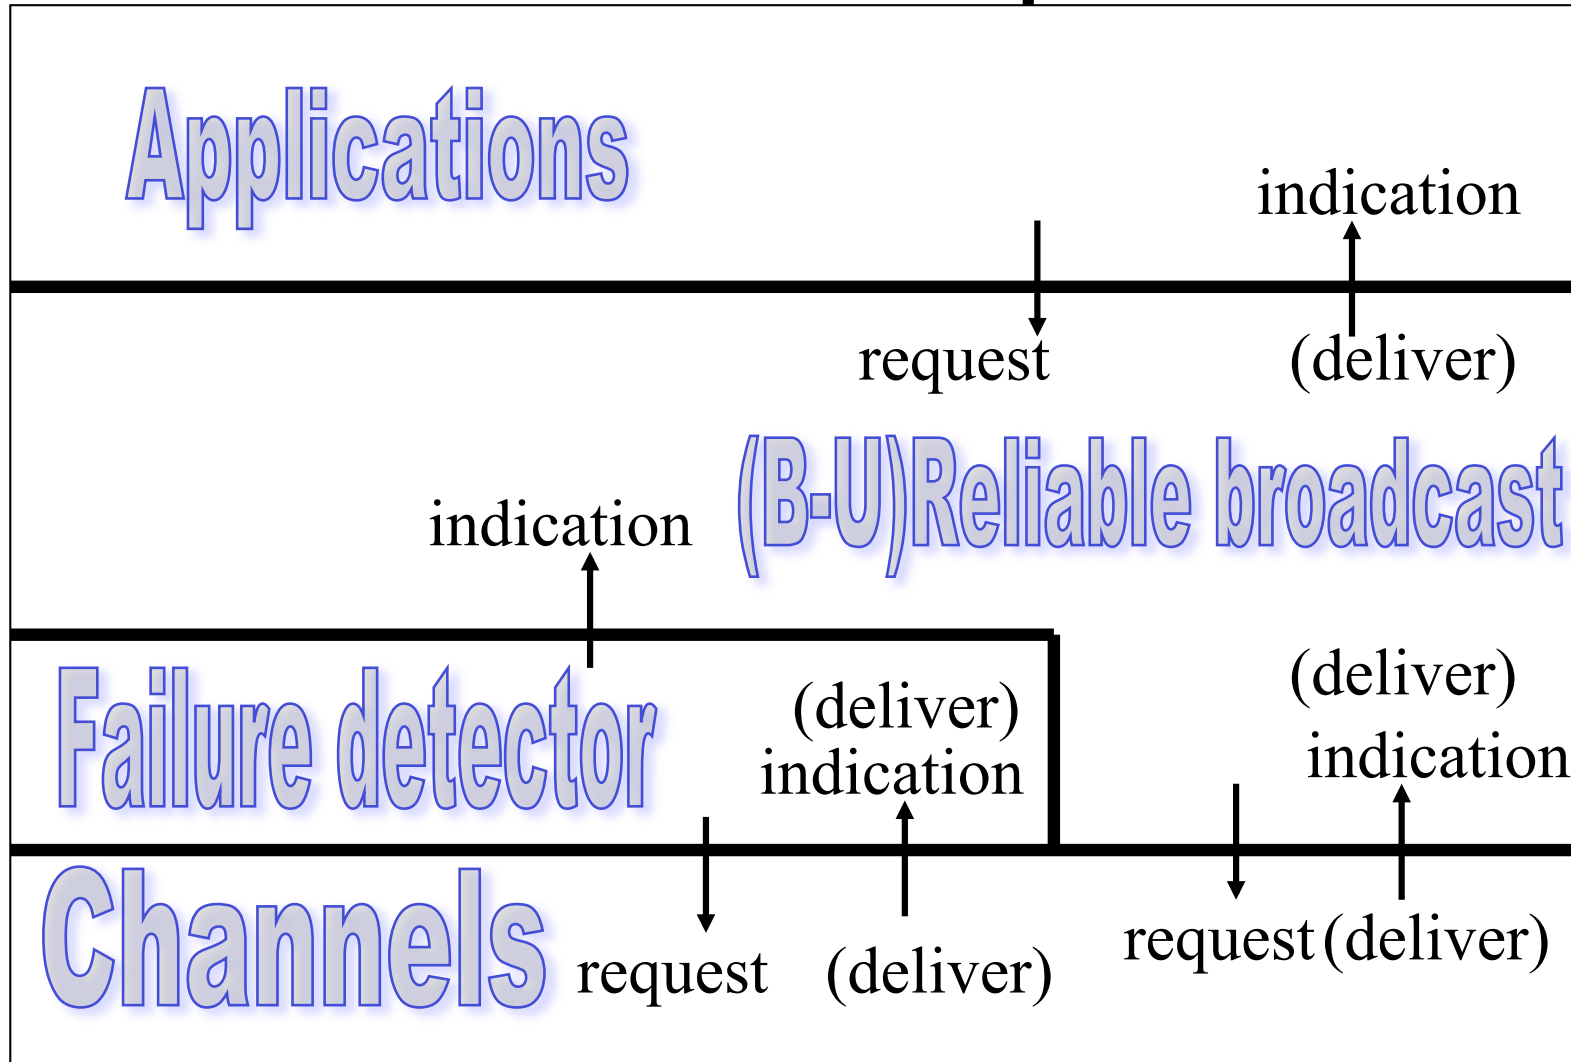 Applications
indication
request
(deliver)
(B-U)Reliable broadcast
indication
Failure detector
(deliver)
indication
(deliver)
indication
Channels
request
(deliver)
request
(deliver)